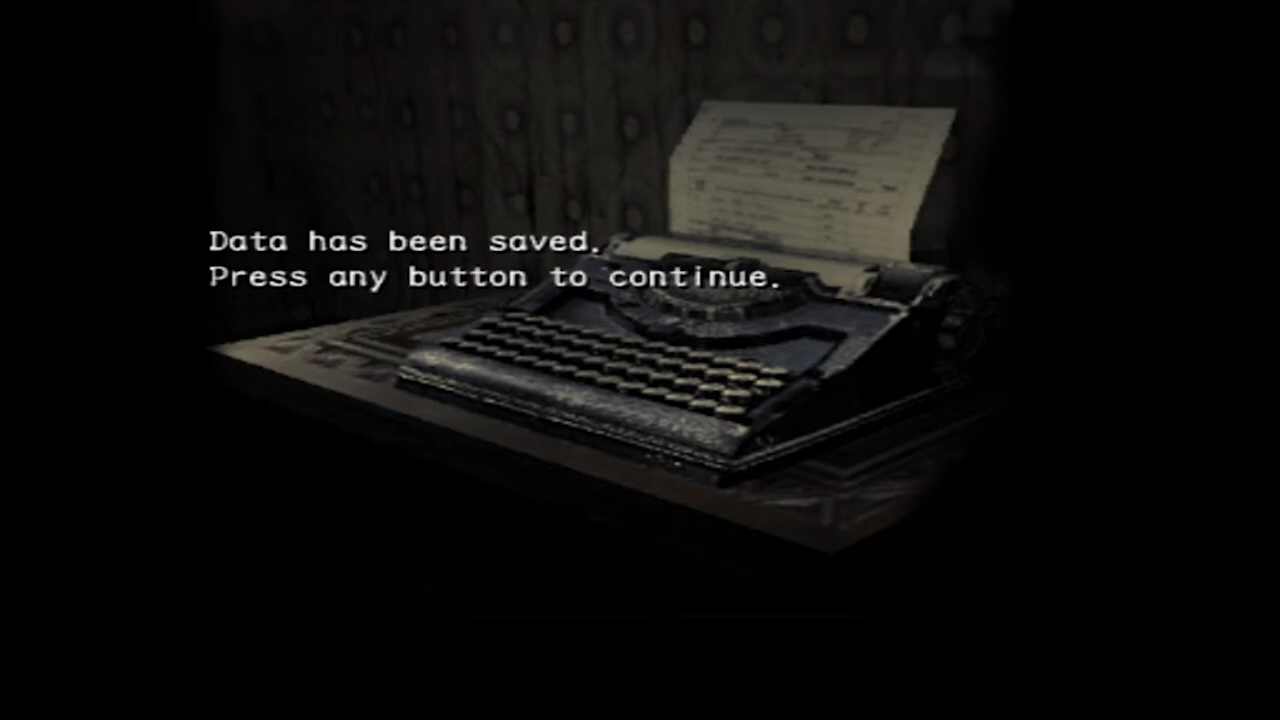 Data has been saved.
Press any button to continue.